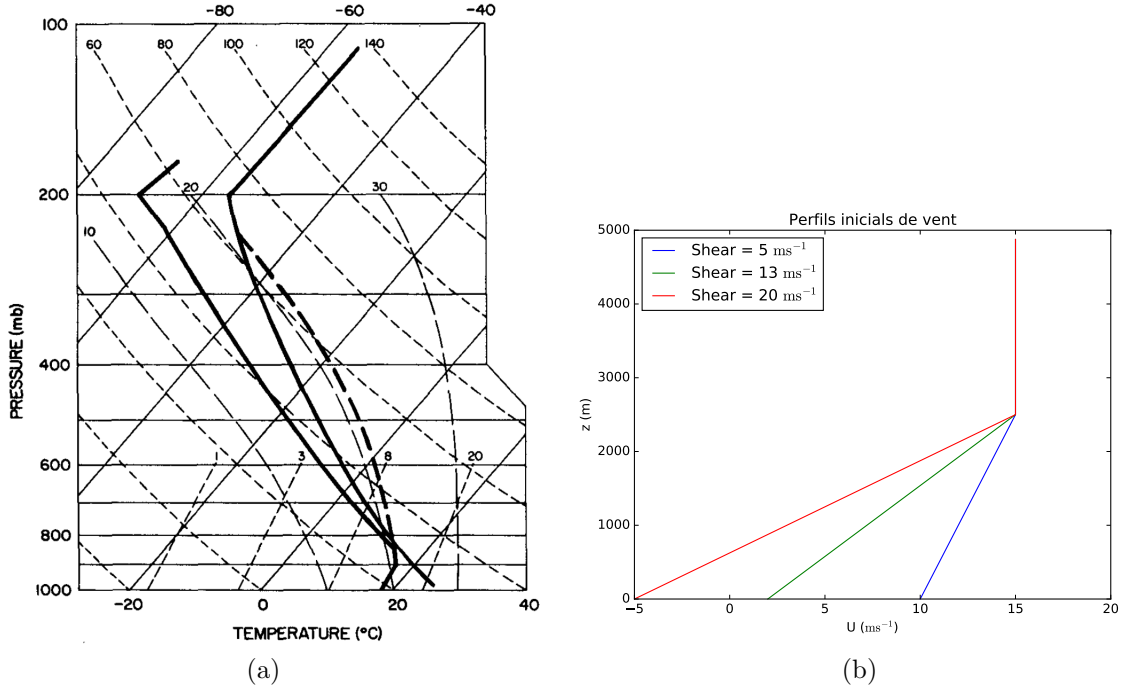 -80 -60 -40
100
60 80 100 120 140
200
20 30
10
400
600
1 3 8 20
800
1000
-20 0 20 40
PRESSURE (mb)
TEMPERATURE (°C)
(a)
Perfils inicials de vent
5000
4000
3000
2000
1000
0
Shear = 5 ms⁻¹
Shear = 13 ms⁻¹
Shear = 20 ms⁻¹
z (m)
−5 0 5 10 15 20
U (ms⁻¹)
(b)